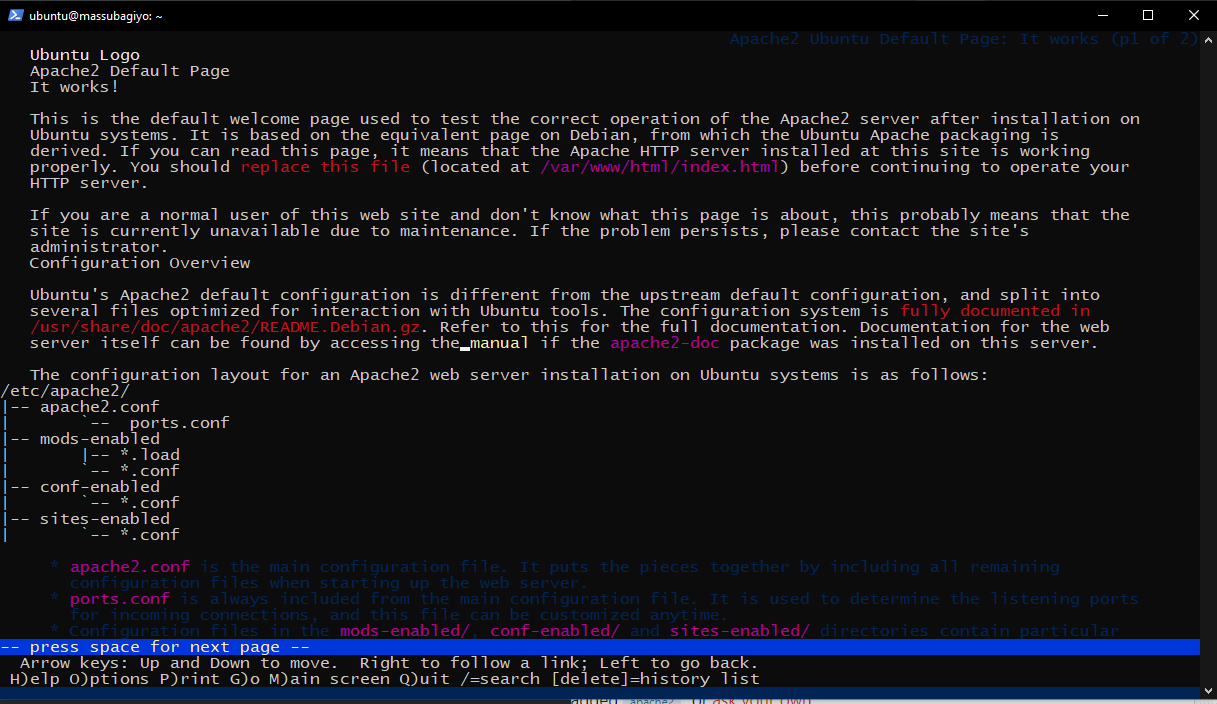 ubuntu@massubagiyo: ~
Apache2 Ubuntu Default Page: It works (p1 of 2)
Ubuntu Logo
Apache2 Default Page
It works!
This is the default welcome page used to test the correct operation of the Apache2 server after installation on
Ubuntu systems. It is based on the equivalent page on Debian, from which the Ubuntu Apache packaging is
derived. If you can read this page, it means that the Apache HTTP server installed at this site is working
properly. You should replace this file (located at /var/www/html/index.html) before continuing to operate your
HTTP server.
If you are a normal user of this web site and don't know what this page is about, this probably means that the
site is currently unavailable due to maintenance. If the problem persists, please contact the site's
administrator.
Configuration Overview
Ubuntu's Apache2 default configuration is different from the upstream default configuration, and split into
several files optimized for interaction with Ubuntu tools. The configuration system is fully documented in
/usr/share/doc/apache2/README.Debian.gz. Refer to this for the full documentation. Documentation for the web
server itself can be found by accessing the manual if the apache2-doc package was installed on this server.
The configuration layout for an Apache2 web server installation on Ubuntu systems is as follows:
/etc/apache2/
|-- apache2.conf
|       `--  ports.conf
|-- mods-enabled
|       |-- *.load
|       `-- *.conf
|-- conf-enabled
|       `-- *.conf
|-- sites-enabled
|       `-- *.conf
* apache2.conf is the main configuration file. It puts the pieces together by including all remaining
configuration files when starting up the web server.
* ports.conf is always included from the main configuration file. It is used to determine the listening ports
for incoming connections, and this file can be customized anytime.
* Configuration files in the mods-enabled/, conf-enabled/ and sites-enabled/ directories contain particular
-- press space for next page --
Arrow keys: Up and Down to move.  Right to follow a link; Left to go back.
H)elp O)ptions P)rint G)o M)ain screen Q)uit /=search [delete]=history list
added apache2 or ask your own